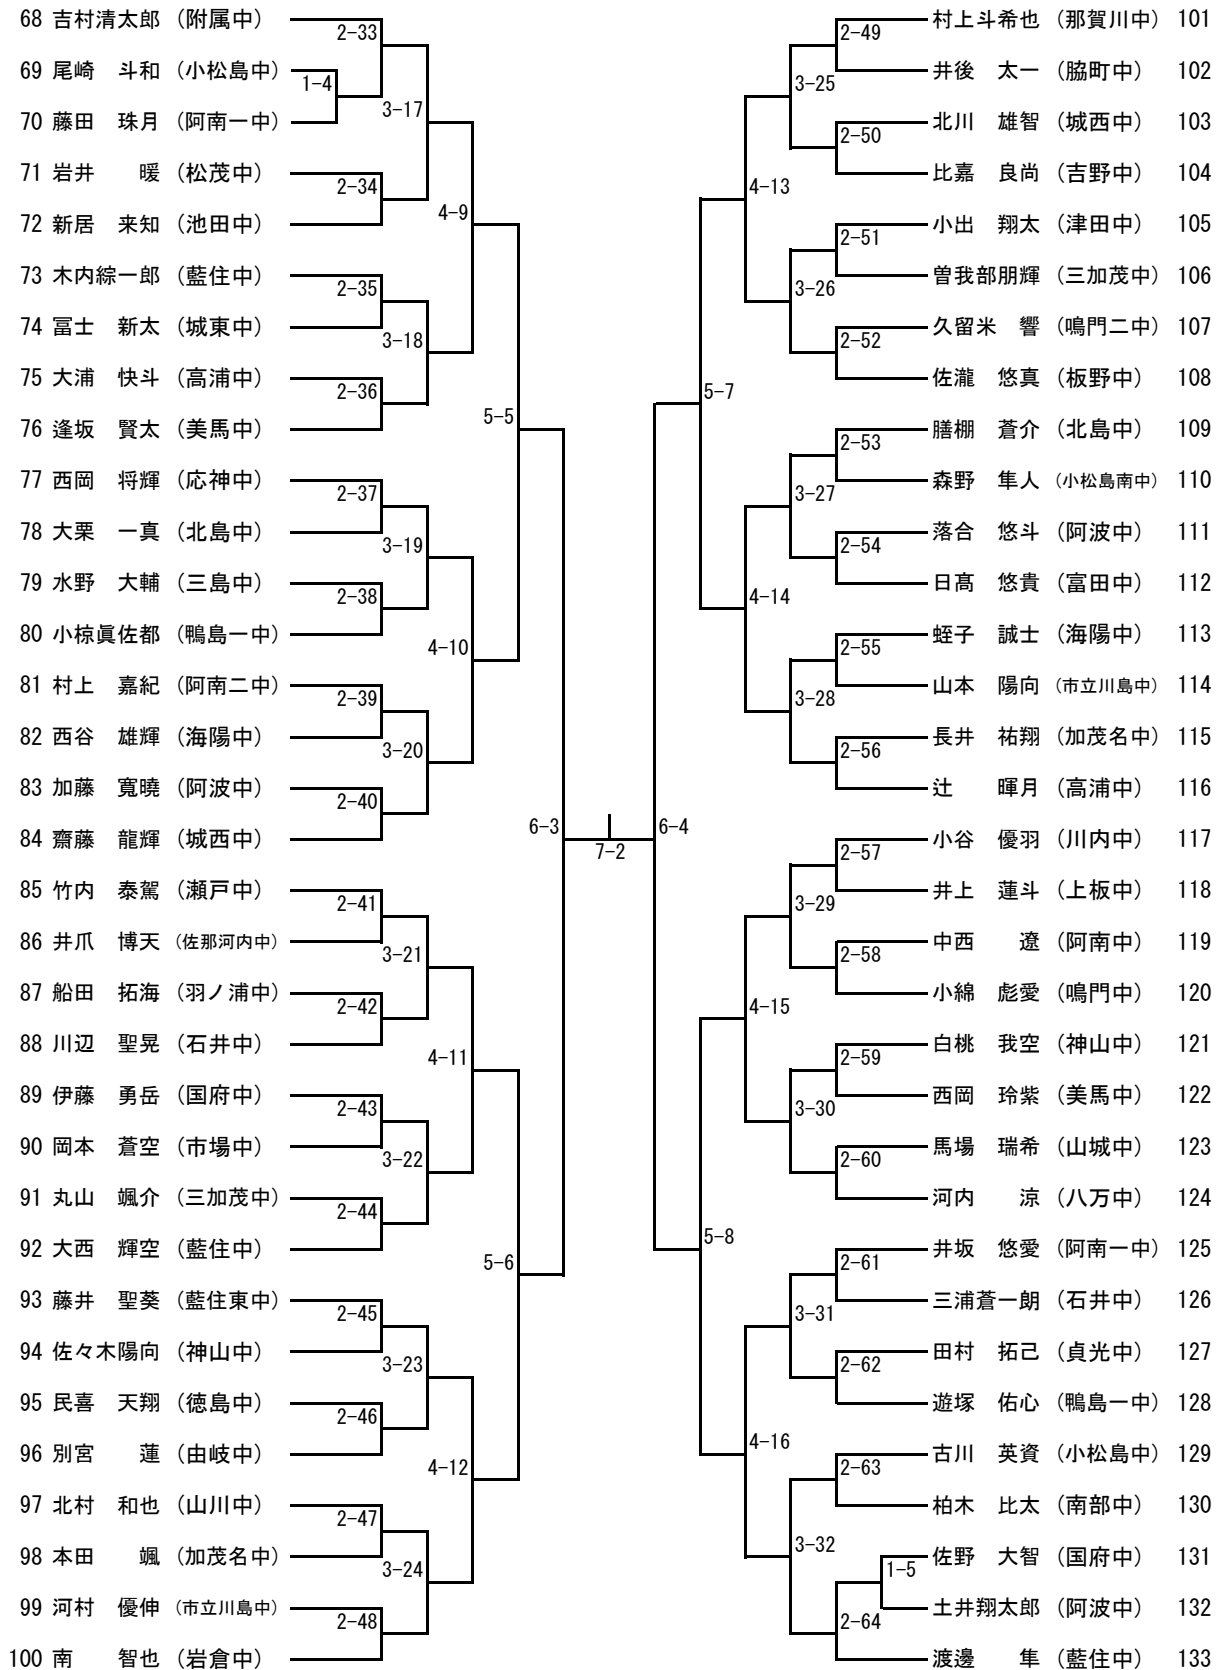 68 吉村清太郎 (附属中)
69 尾崎　斗和 (小松島中)
70 藤田　珠月 (阿南一中)
71 岩井　　暖 (松茂中)
72 新居　来知 (池田中)
73 木内綜一郎 (藍住中)
74 冨士　新太 (城東中)
75 大浦　快斗 (高浦中)
76 逢坂　賢太 (美馬中)
77 西岡　将輝 (応神中)
78 大栗　一真 (北島中)
79 水野　大輔 (三島中)
80 小椋眞佐都 (鴨島一中)
81 村上　嘉紀 (阿南二中)
82 西谷　雄輝 (海陽中)
83 加藤　寛曉 (阿波中)
84 齋藤　龍輝 (城西中)
85 竹内　泰駕 (瀬戸中)
86 井爪　博天 (佐那河内中)
87 船田　拓海 (羽ノ浦中)
88 川辺　聖晃 (石井中)
89 伊藤　勇岳 (国府中)
90 岡本　蒼空 (市場中)
91 丸山　颯介 (三加茂中)
92 大西　輝空 (藍住中)
93 藤井　聖葵 (藍住東中)
94 佐々木陽向 (神山中)
95 民喜　天翔 (徳島中)
96 別宮　　蓮 (由岐中)
97 北村　和也 (山川中)
98 本田　　颯 (加茂名中)
99 河村　優伸 (市立川島中)
100 南　　智也 (岩倉中)
1-4
2-33
2-34
2-35
2-36
2-37
2-38
2-39
2-40
2-41
2-42
2-43
2-44
2-45
2-46
2-47
2-48
3-17
3-18
3-19
3-20
3-21
3-22
3-23
3-24
4-9
4-10
4-11
4-12
5-5
5-6
6-3
7-2
6-4
5-7
5-8
4-13
4-14
4-15
4-16
3-25
3-26
3-27
3-28
3-29
3-30
3-31
3-32
2-49
2-50
2-51
2-52
2-53
2-54
2-55
2-56
2-57
2-58
2-59
2-60
2-61
2-62
2-63
2-64
1-5
村上斗希也 (那賀川中) 101
井後　太一 (脇町中) 102
北川　雄智 (城西中) 103
比嘉　良尚 (吉野中) 104
小出　翔太 (津田中) 105
曽我部朋輝 (三加茂中) 106
久留米　響 (鳴門二中) 107
佐瀧　悠真 (板野中) 108
膳棚　蒼介 (北島中) 109
森野　隼人 (小松島南中) 110
落合　悠斗 (阿波中) 111
日髙　悠貴 (富田中) 112
蛭子　誠士 (海陽中) 113
山本　陽向 (市立川島中) 114
長井　祐翔 (加茂名中) 115
辻　　暉月 (高浦中) 116
小谷　優羽 (川内中) 117
井上　蓮斗 (上板中) 118
中西　　遼 (阿南中) 119
小綿　彪愛 (鳴門中) 120
白桃　我空 (神山中) 121
西岡　玲紫 (美馬中) 122
馬場　瑞希 (山城中) 123
河内　　涼 (八万中) 124
井坂　悠愛 (阿南一中) 125
三浦蒼一朗 (石井中) 126
田村　拓己 (貞光中) 127
遊塚　佑心 (鴨島一中) 128
古川　英資 (小松島中) 129
柏木　比太 (南部中) 130
佐野　大智 (国府中) 131
土井翔太郎 (阿波中) 132
渡邊　　隼 (藍住中) 133